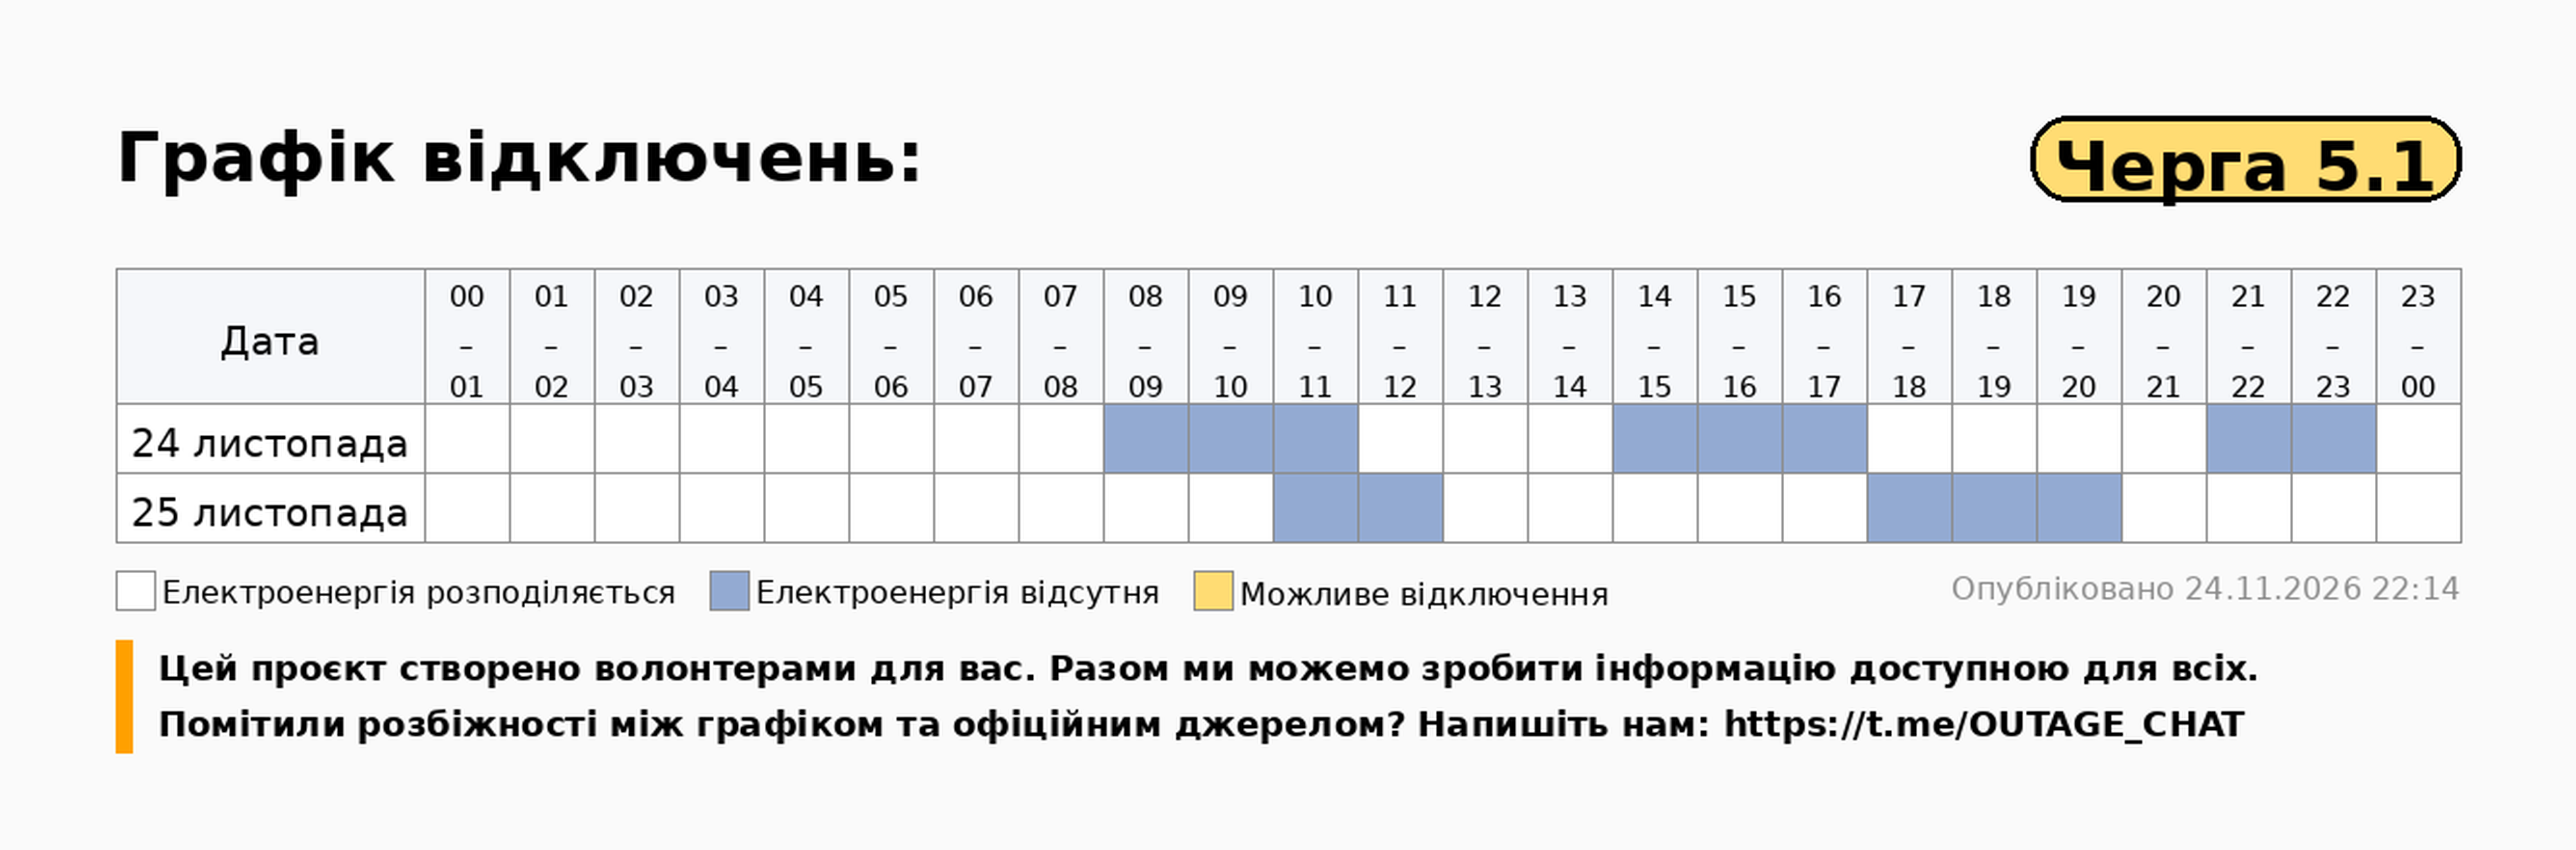 Графік відключень:
Черга 5.1
Дата 00 – 01 01 – 02 02 – 03 03 – 04 04 – 05 05 – 06 06 – 07 07 – 08 08 – 09 09 – 10 10 – 11 11 – 12 12 – 13 13 – 14 14 – 15 15 – 16 16 – 17 17 – 18 18 – 19 19 – 20 20 – 21 21 – 22 22 – 23 23 – 00
24 листопада
25 листопада
Електроенергія розподіляється Електроенергія відсутня Можливе відключення
Опубліковано 24.11.2026 22:14
Цей проєкт створено волонтерами для вас. Разом ми можемо зробити інформацію доступною для всіх.
Помітили розбіжності між графіком та офіційним джерелом? Напишіть нам: https://t.me/OUTAGE_CHAT